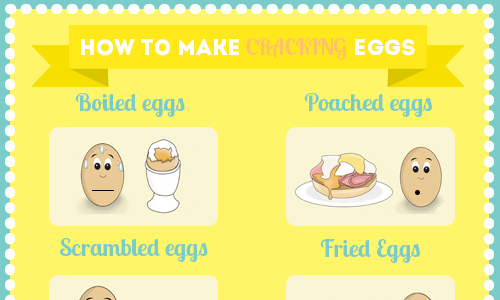 HOW TO MAKE CRACKING EGGS
Boiled eggs
Poached eggs
Scrambled eggs
Fried Eggs